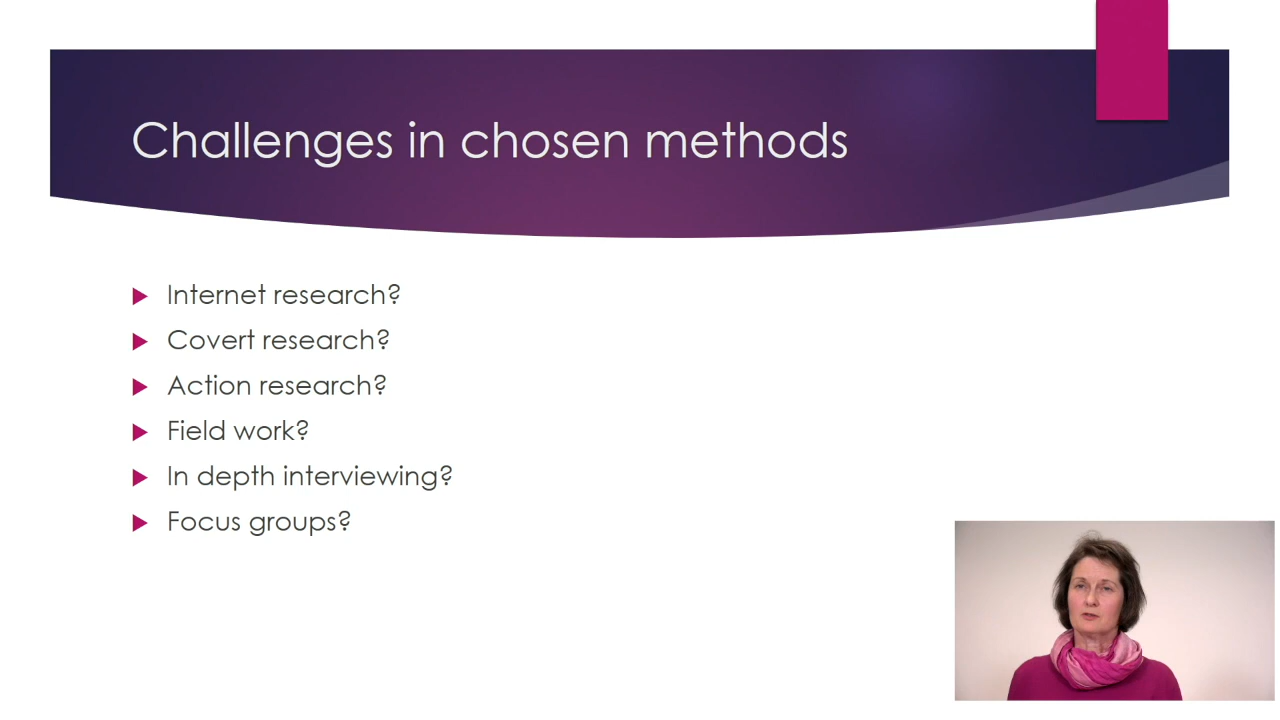 Challenges in chosen methods
Internet research?
Covert research?
Action research?
Field work?
In depth interviewing?
Focus groups?